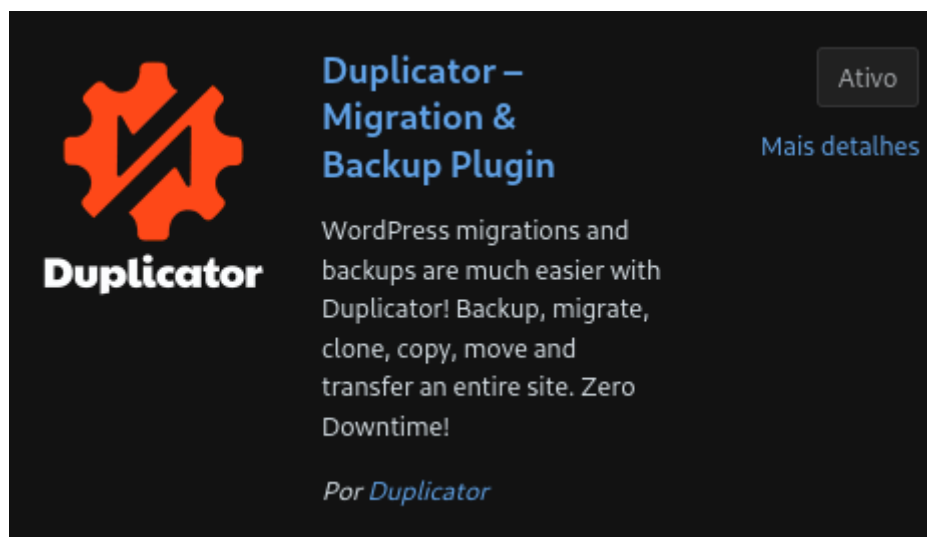 Duplicator
Duplicator –
Migration &
Backup Plugin
Ativo
Mais detalhes
WordPress migrations and
backups are much easier with
Duplicator! Backup, migrate,
clone, copy, move and
transfer an entire site. Zero
Downtime!
Por Duplicator